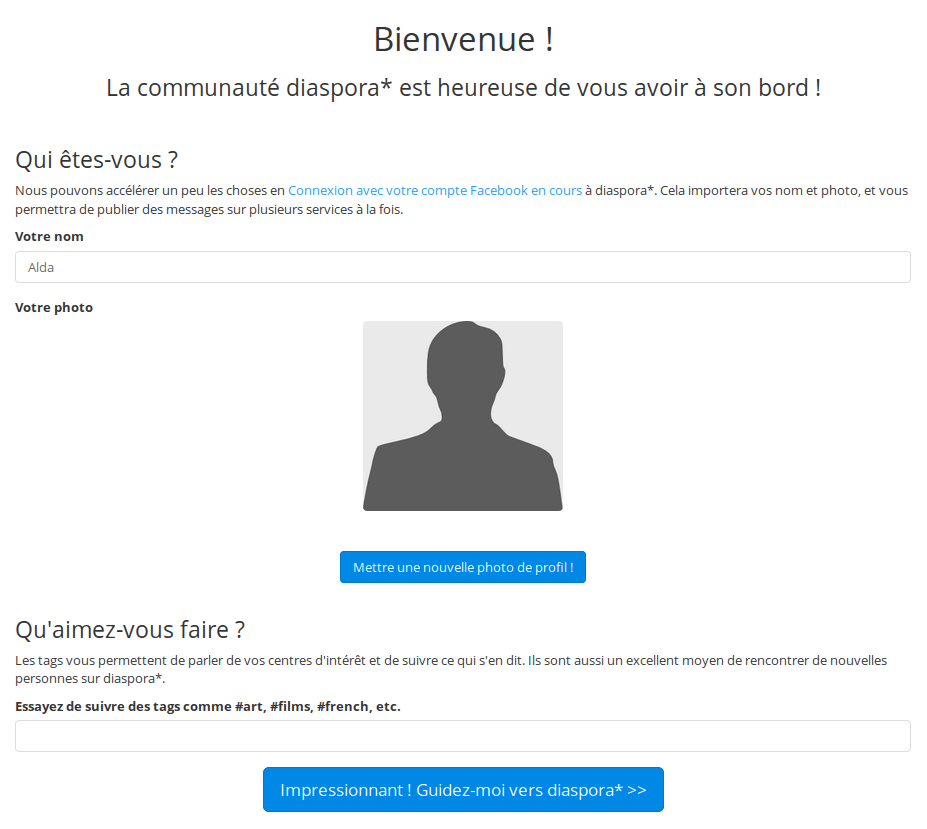 Bienvenue !
La communauté diaspora* est heureuse de vous avoir à son bord !
Qui êtes-vous ?
Nous pouvons accélérer un peu les choses en Connexion avec votre compte Facebook en cours à diaspora*. Cela importera vos nom et photo, et vous
permettra de publier des messages sur plusieurs services à la fois.
Votre nom
Alda
Votre photo
Mettre une nouvelle photo de profil !
Qu'aimez-vous faire ?
Les tags vous permettent de parler de vos centres d'intérêt et de suivre ce qui s'en dit. Ils sont aussi un excellent moyen de rencontrer de nouvelles
personnes sur diaspora*.
Essayez de suivre des tags comme #art, #films, #french, etc.
Impressionnant ! Guidez-moi vers diaspora* >>